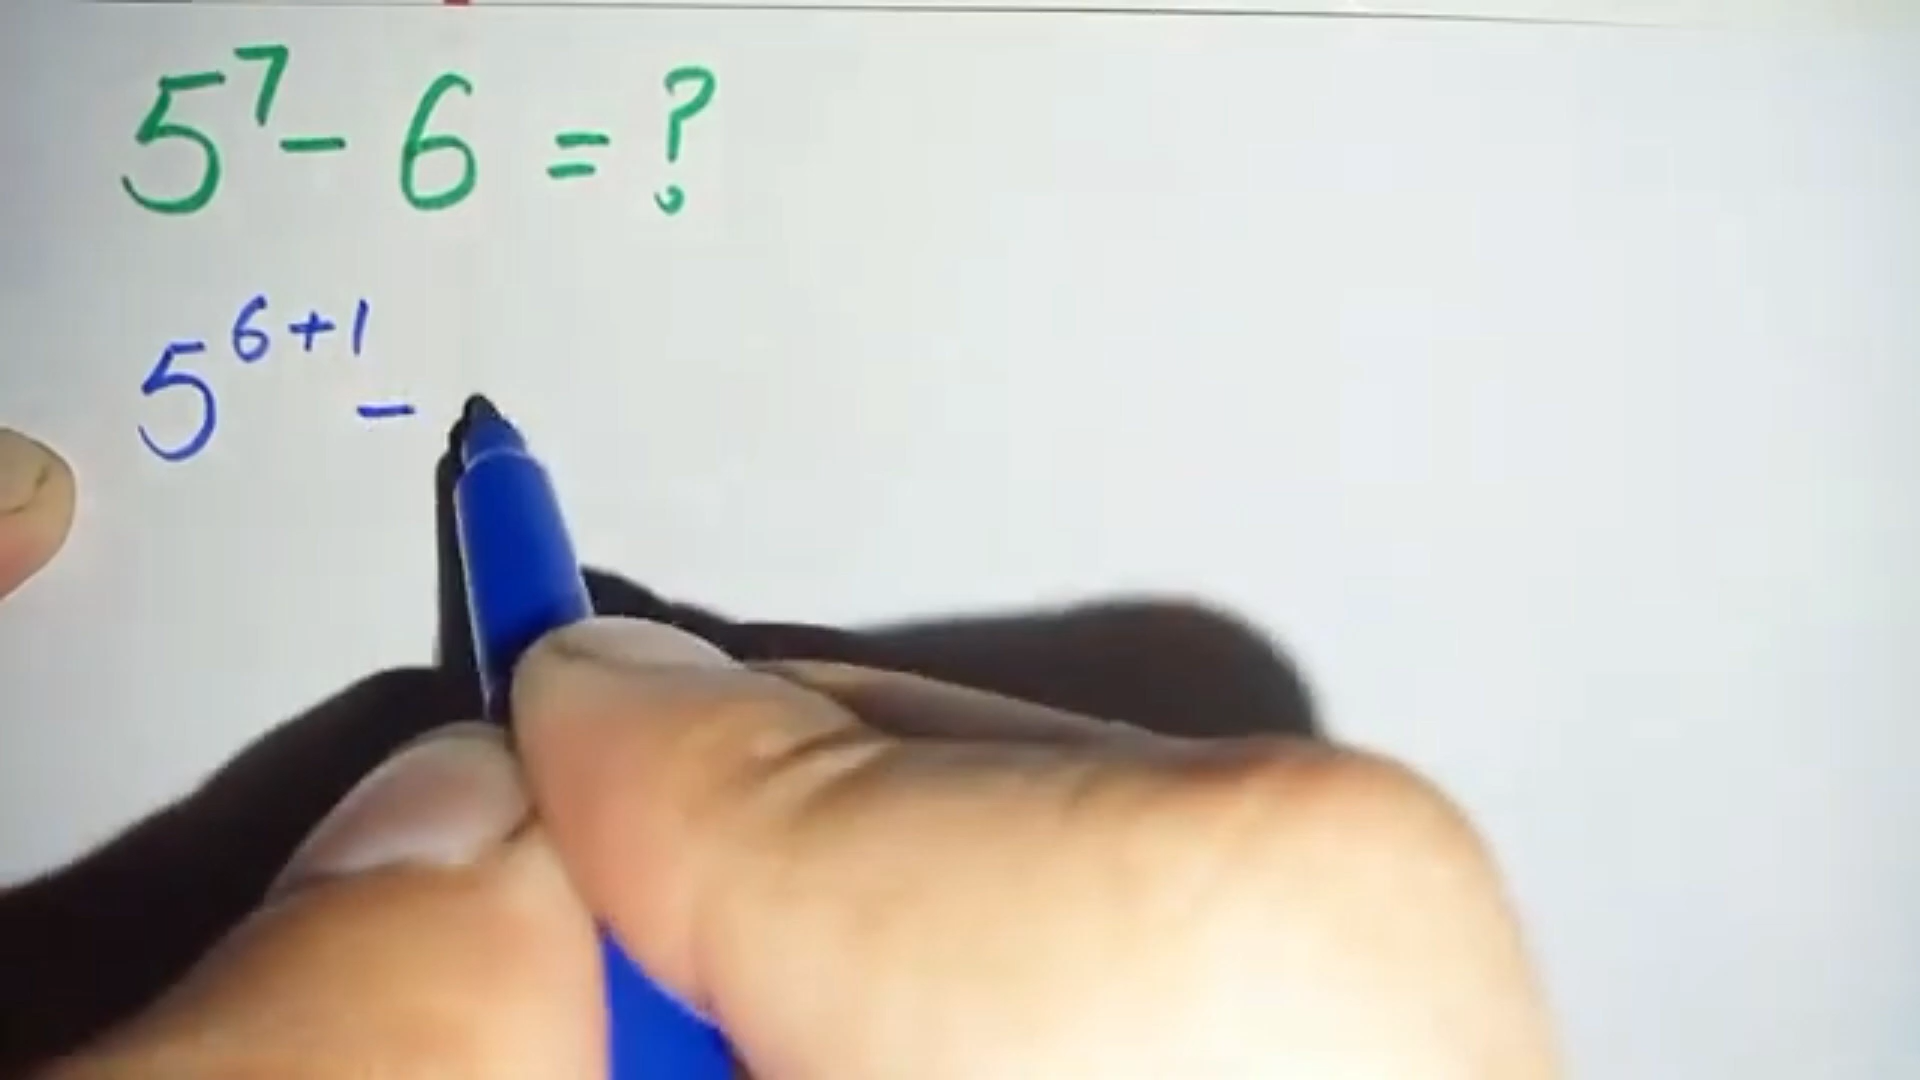 5⁷ - 6 = ?
5⁶⁺¹ -